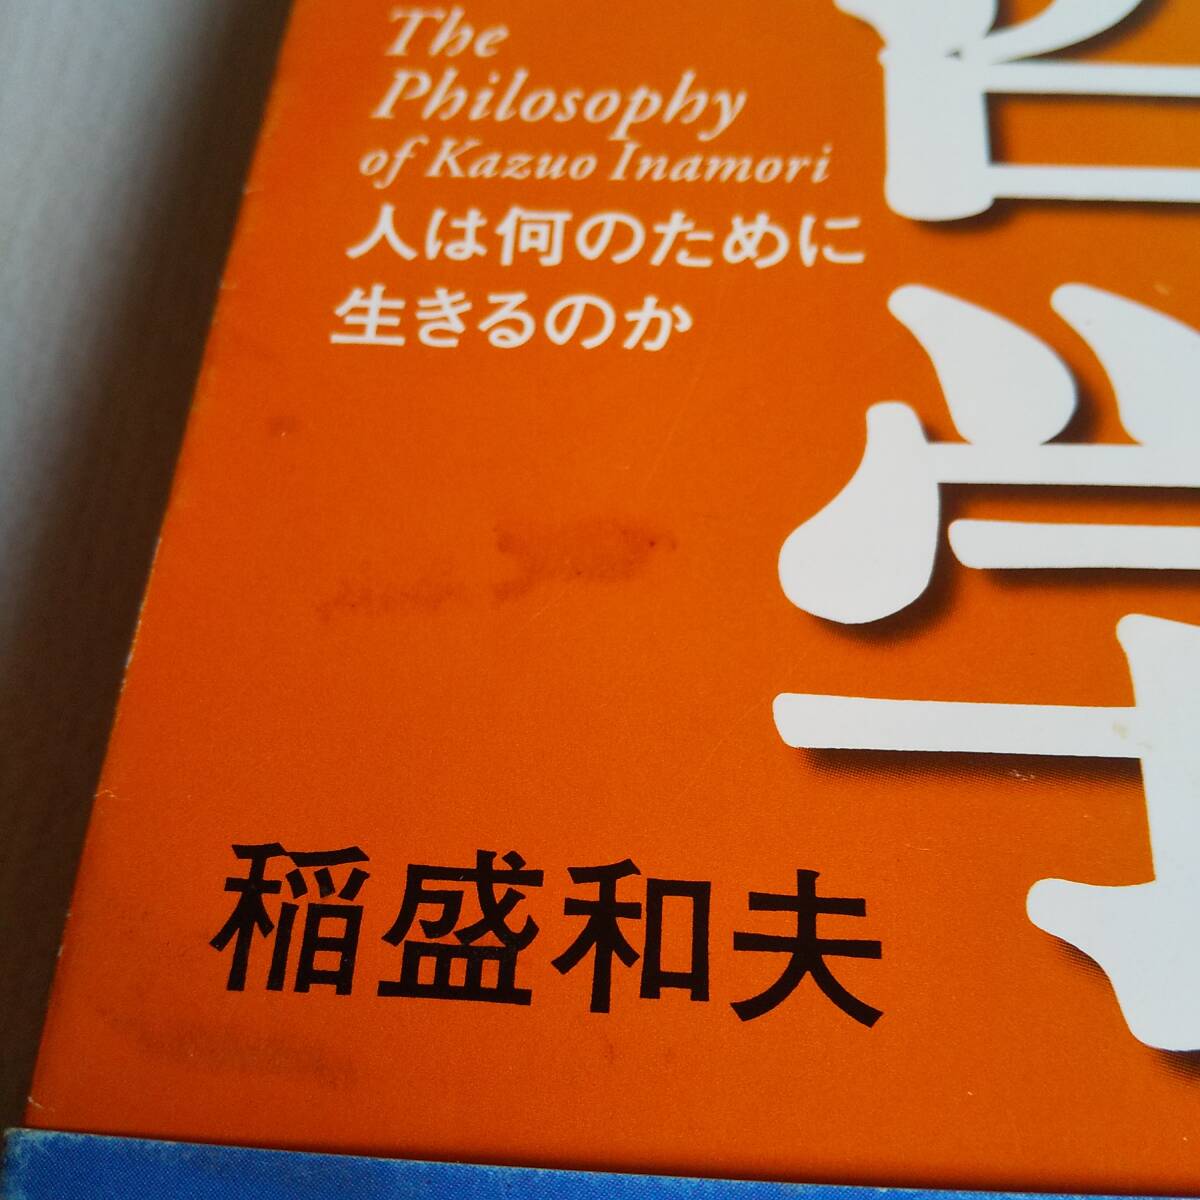 The
Philosophy
of Kazuo Inamori
人は何のために
生きるのか
稲盛和夫